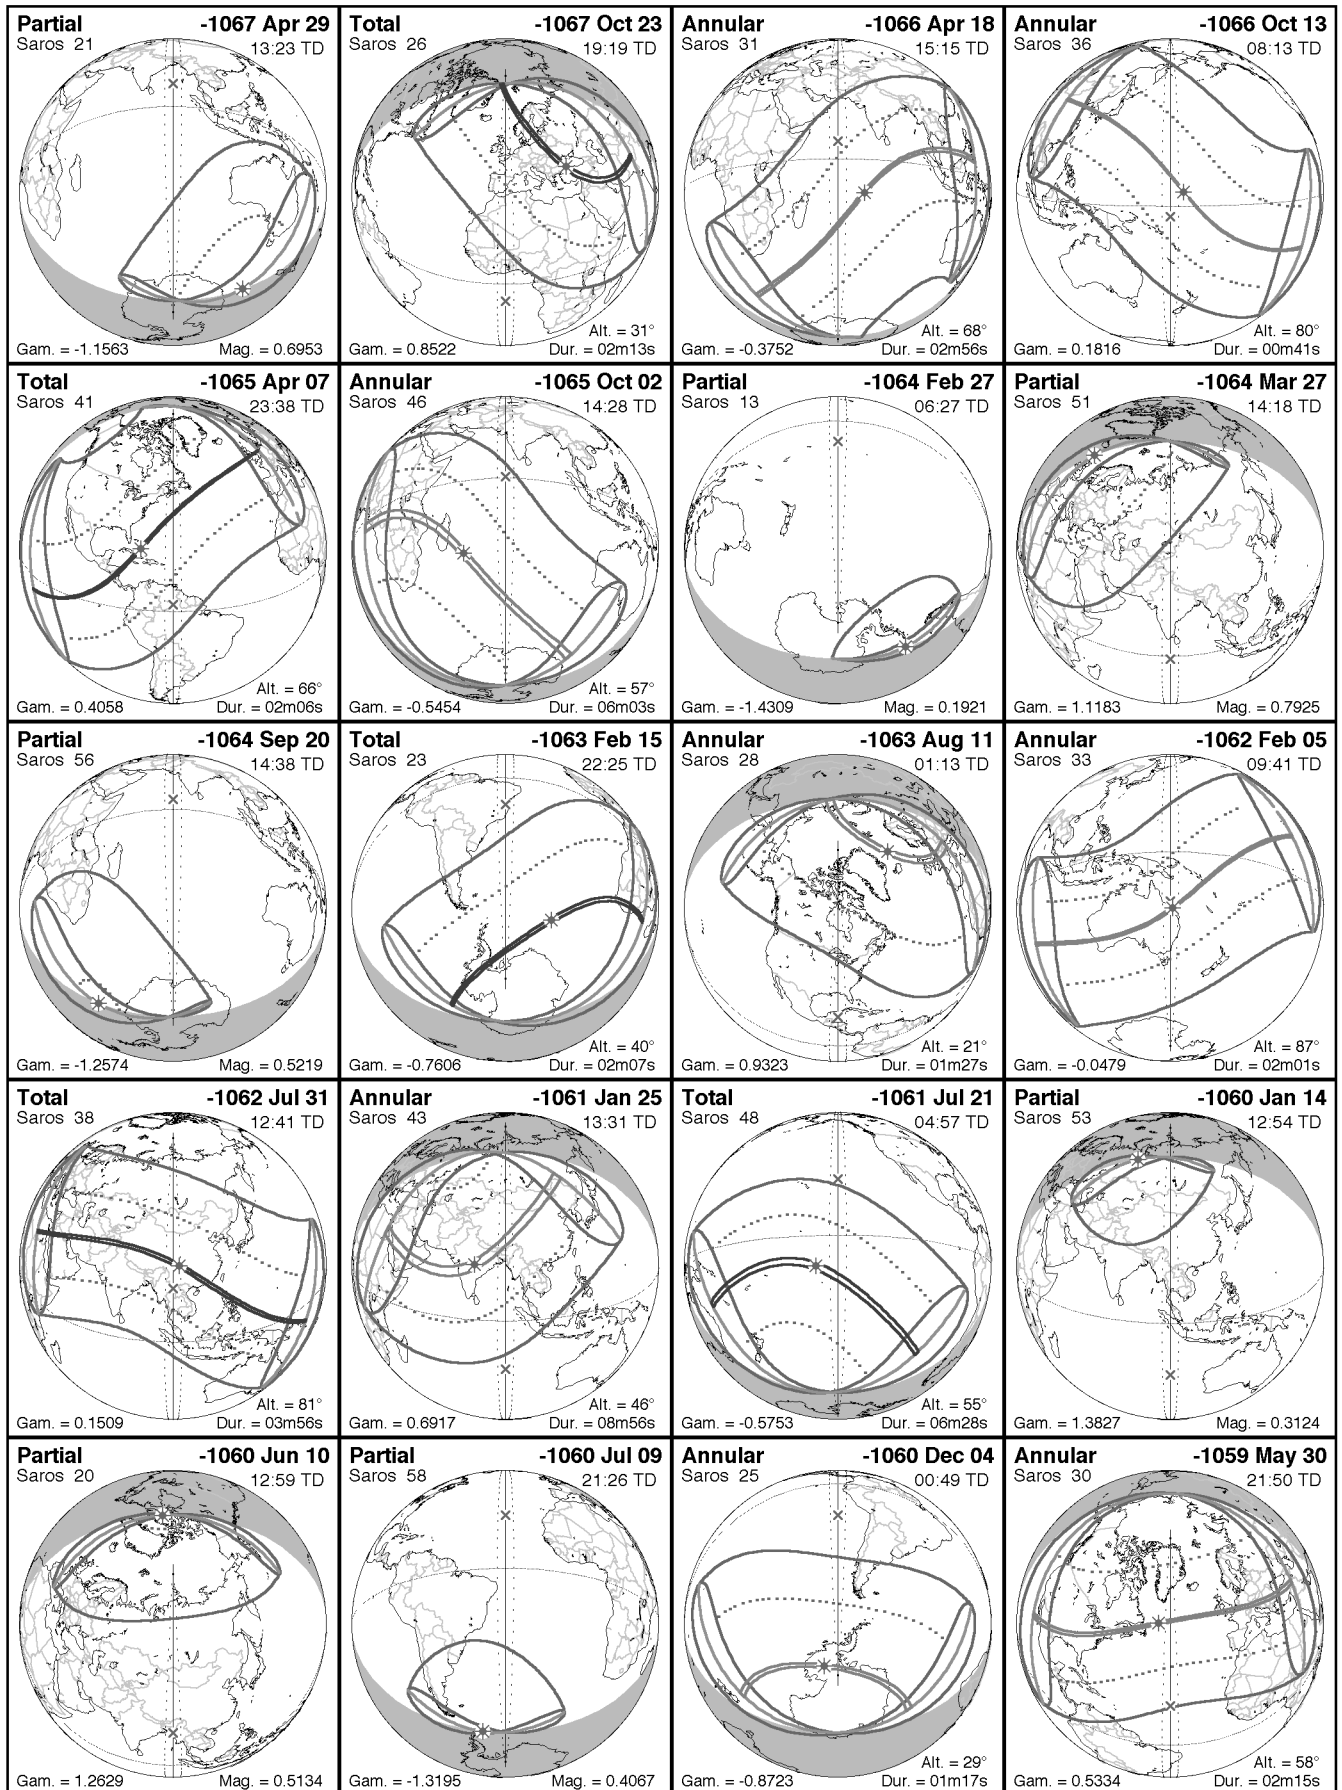 Partial -1067 Apr 29
Saros 21 13:23 TD
Gam. = -1.1563 Mag. = 0.6953
Total -1067 Oct 23
Saros 26 19:19 TD
Alt. = 31°
Gam. = 0.8522 Dur. = 02m13s
Annular -1066 Apr 18
Saros 31 15:15 TD
Alt. = 68°
Gam. = -0.3752 Dur. = 02m56s
Annular -1066 Oct 13
Saros 36 08:13 TD
Alt. = 80°
Gam. = 0.1816 Dur. = 00m41s
Total -1065 Apr 07
Saros 41 23:38 TD
Alt. = 66°
Gam. = 0.4058 Dur. = 02m06s
Annular -1065 Oct 02
Saros 46 14:28 TD
Alt. = 57°
Gam. = -0.5454 Dur. = 06m03s
Partial -1064 Feb 27
Saros 13 06:27 TD
Gam. = -1.4309 Mag. = 0.1921
Partial -1064 Mar 27
Saros 51 14:18 TD
Gam. = 1.1183 Mag. = 0.7925
Partial -1064 Sep 20
Saros 56 14:38 TD
Gam. = -1.2574 Mag. = 0.5219
Total -1063 Feb 15
Saros 23 22:25 TD
Alt. = 40°
Gam. = -0.7606 Dur. = 02m07s
Annular -1063 Aug 11
Saros 28 01:13 TD
Alt. = 21°
Gam. = 0.9323 Dur. = 01m27s
Annular -1062 Feb 05
Saros 33 09:41 TD
Alt. = 87°
Gam. = -0.0479 Dur. = 02m01s
Total -1062 Jul 31
Saros 38 12:41 TD
Alt. = 81°
Gam. = 0.1509 Dur. = 03m56s
Annular -1061 Jan 25
Saros 43 13:31 TD
Alt. = 46°
Gam. = 0.6917 Dur. = 08m56s
Total -1061 Jul 21
Saros 48 04:57 TD
Alt. = 55°
Gam. = -0.5753 Dur. = 06m28s
Partial -1060 Jan 14
Saros 53 12:54 TD
Gam. = 1.3827 Mag. = 0.3124
Partial -1060 Jun 10
Saros 20 12:59 TD
Gam. = 1.2629 Mag. = 0.5134
Partial -1060 Jul 09
Saros 58 21:26 TD
Gam. = -1.3195 Mag. = 0.4067
Annular -1060 Dec 04
Saros 25 00:49 TD
Alt. = 29°
Gam. = -0.8723 Dur. = 01m17s
Annular -1059 May 30
Saros 30 21:50 TD
Alt. = 58°
Gam. = 0.5334 Dur. = 02m15s